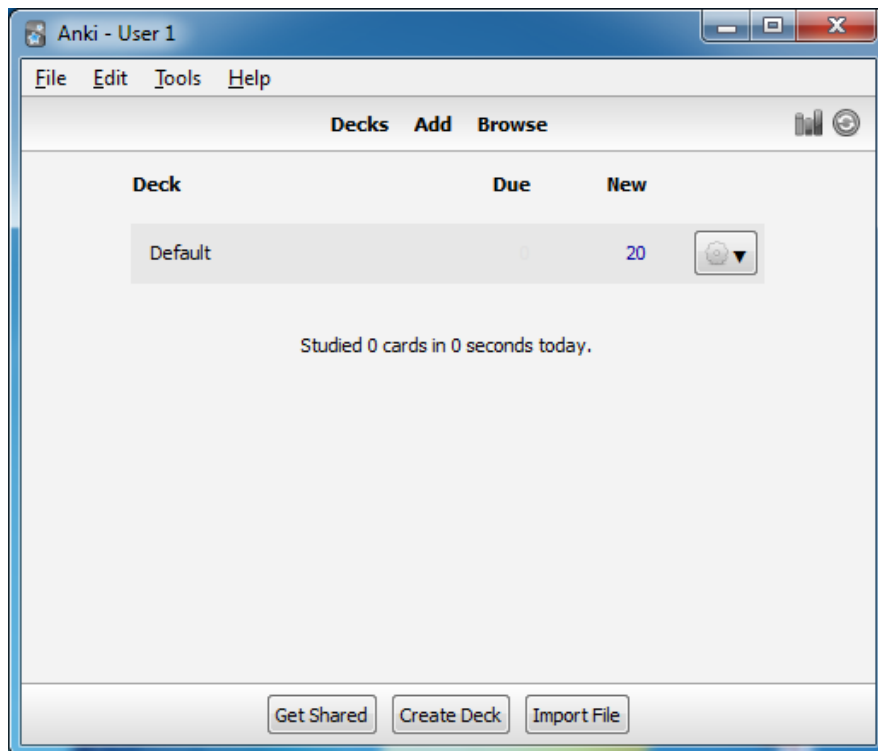 Anki - User 1
File Edit Tools Help
Decks Add Browse
Deck Due New
Default 0 20
Studied 0 cards in 0 seconds today.
Get Shared Create Deck Import File